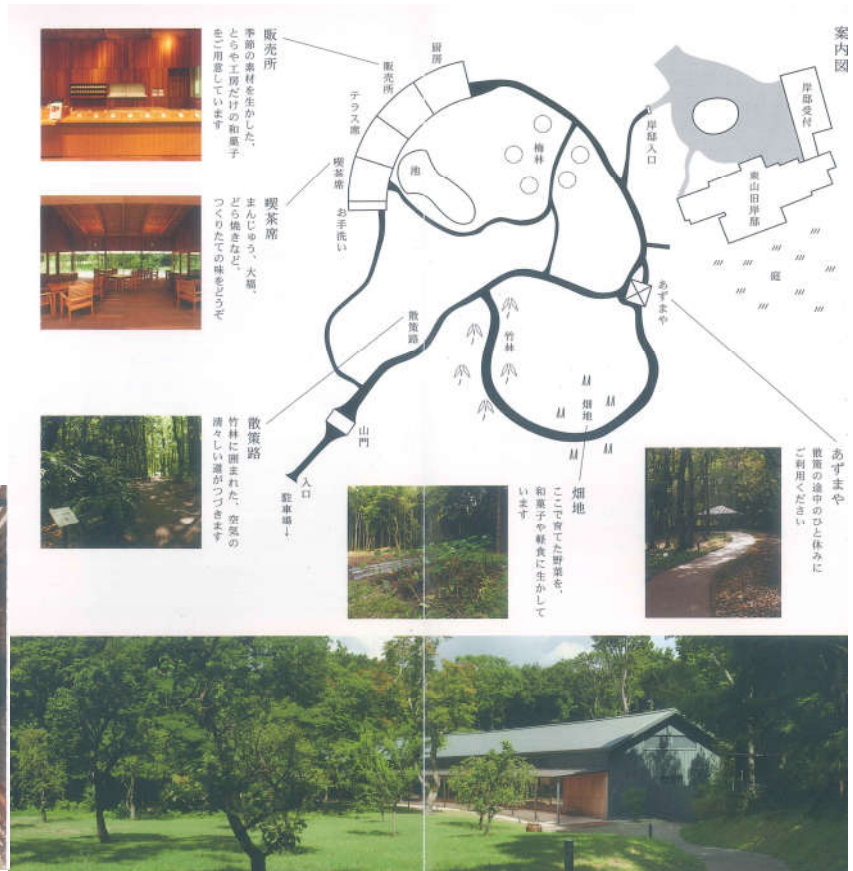 案内図
岸邸受付
東山旧岸邸
庭
岸邸入口
あずまや
梅林
池
厨房
販売所
テラス席
喫茶席
お手洗い
散策路
竹林
畑地
山門
入口
駐車場↓
販売所
季節の素材を生かした、
とらや工房だけの和菓子
をご用意しています
喫茶席
まんじゅう、大福、
どら焼きなど、
つくりたての味をどうぞ
散策路
竹林に囲まれた、空気の
清々しい道がつづきます
畑地
ここで育てた野菜を、
和菓子や軽食に生かして
います
あずまや
散策の途中のひと休みに
ご利用ください